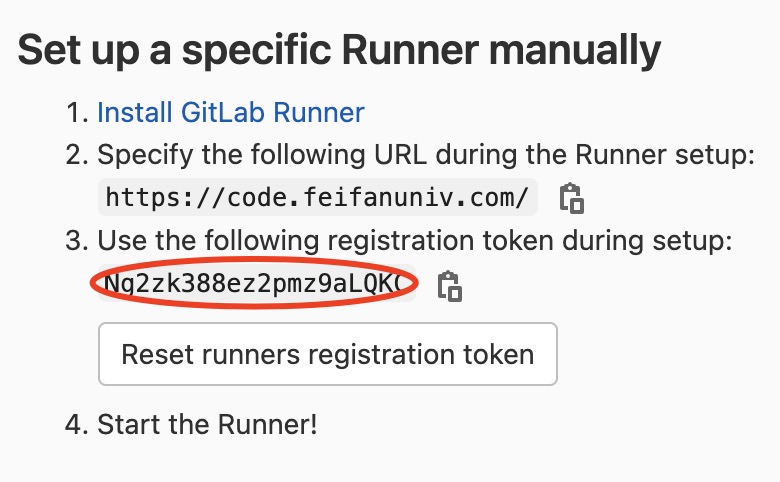 Set up a specific Runner manually
1. Install GitLab Runner
2. Specify the following URL during the Runner setup:
https://code.feifanuniv.com/
3. Use the following registration token during setup:
Reset runners registration token
4. Start the Runner!